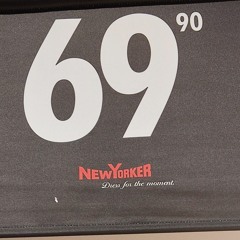 69 90
NEWYORKER
Dress for the moment.